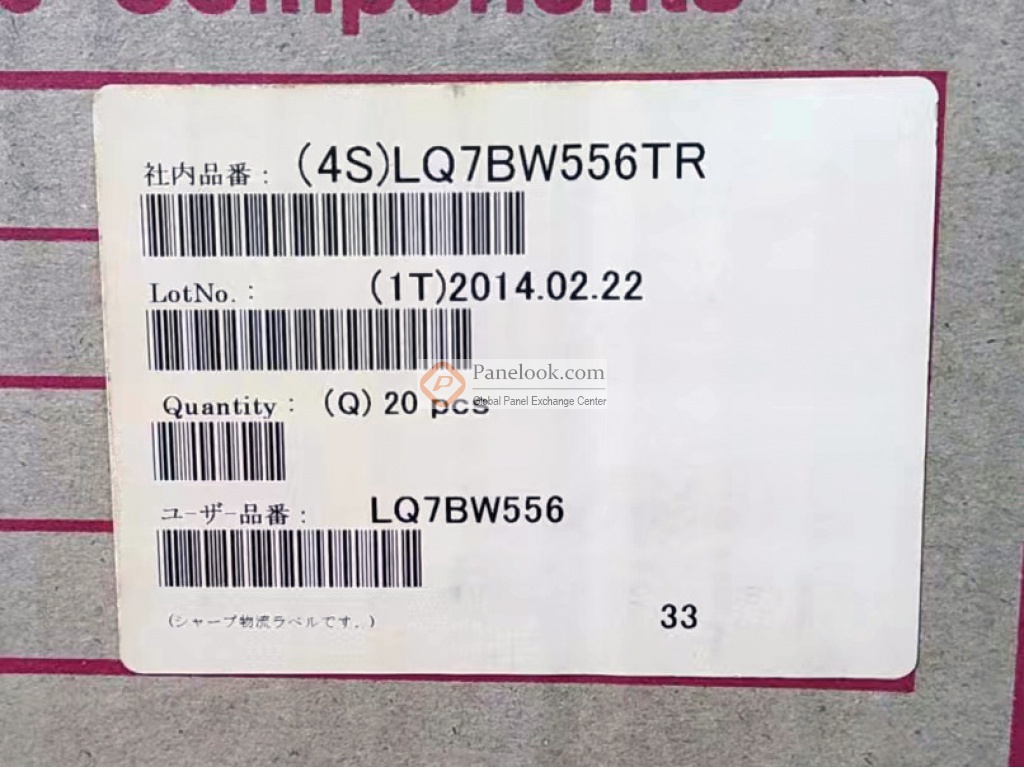 Components
社内品番: (4S)LQ7BW556TR
LotNo.: (1T)2014.02.22
Panelook.com
Global Panel Exchange Center
Quantity: (Q) 20 pcs
ユーザー品番: LQ7BW556
(シャープ物流ラベルです.)
33